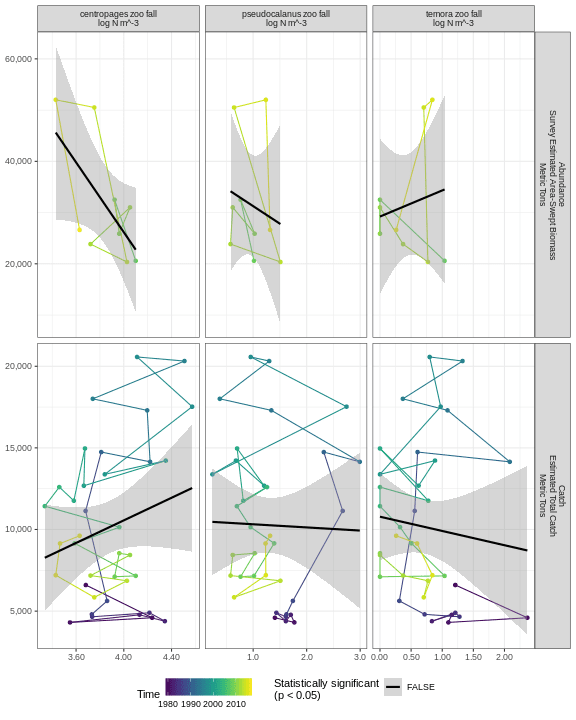 centropages zoo fall
log N m^-3
pseudocalanus zoo fall
log N m^-3
temora zoo fall
log N m^-3
60,000
40,000
20,000
Abundance
Survey Estimated Area-Swept Biomass
Metric Tons
20,000
15,000
10,000
5,000
Catch
Estimated Total Catch
Metric Tons
3.60 4.00 4.40
1.0 2.0 3.0
0.00 0.50 1.00 2.00
Time
1980 1990 2000 2010
Statistically significant
(p < 0.05)
FALSE